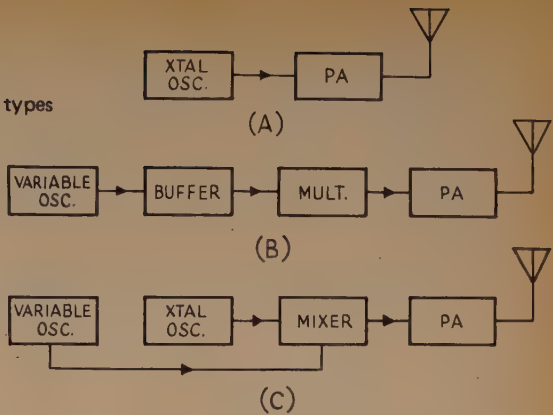 XTAL
OSC.
PA
types
(A)
VARIABLE
OSC.
BUFFER
MULT.
PA
(B)
VARIABLE
OSC.
XTAL
OSC.
MIXER
PA
(C)